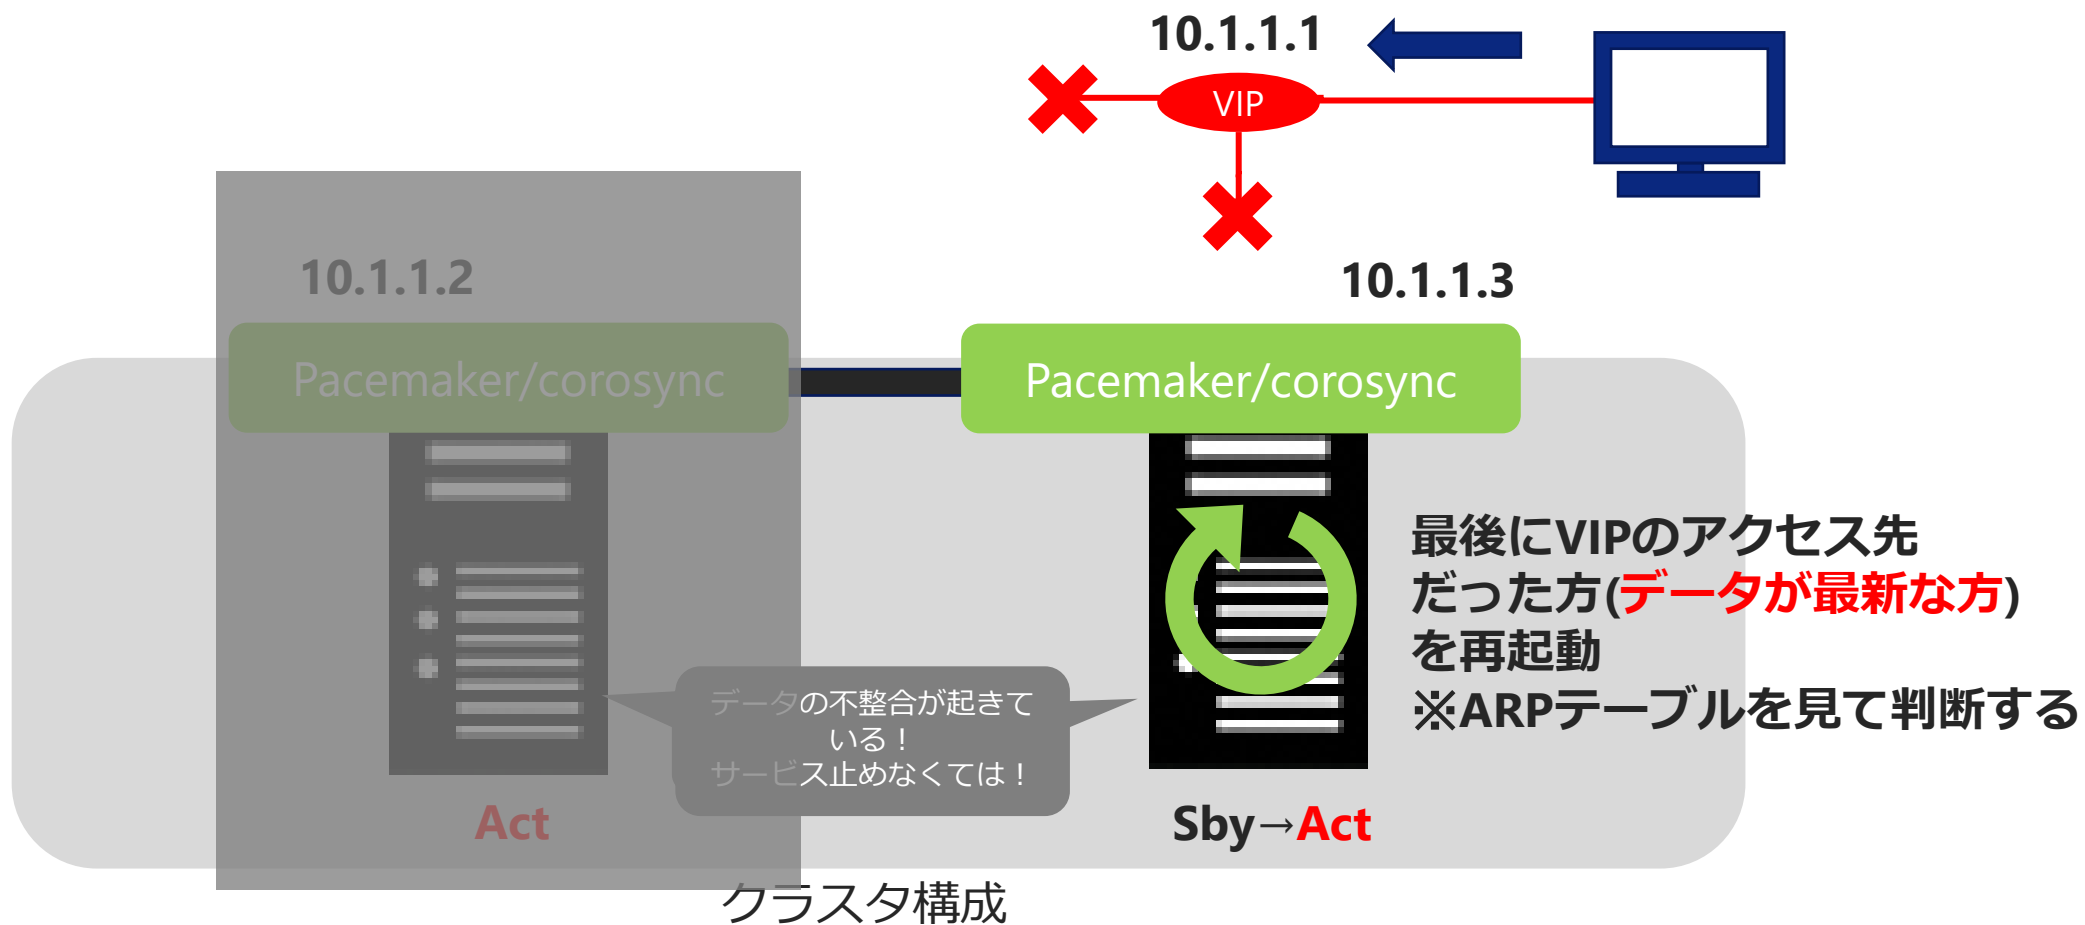 10.1.1.1
VIP
10.1.1.2
10.1.1.3
Pacemaker/corosync
Pacemaker/corosync
最後にVIPのアクセス先
だった方(データが最新な方)
を再起動
※ARPテーブルを見て判断する
データの不整合が起きて
いる！
サービス止めなくては！
Act
Sby→Act
クラスタ構成